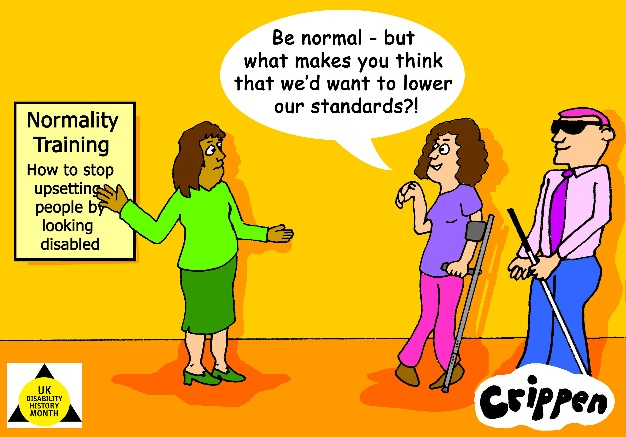 Be normal - but
what makes you think
that we'd want to lower
our standards?!
Normality
Training
How to stop
upsetting
people by
looking
disabled
UK
DISABILITY
HISTORY
MONTH
Crippen